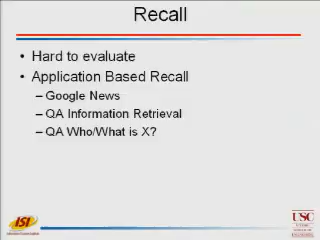 Recall
• Hard to evaluate
• Application Based Recall
– Google News
– QA Information Retrieval
– QA Who/What is X?
ISI
USC